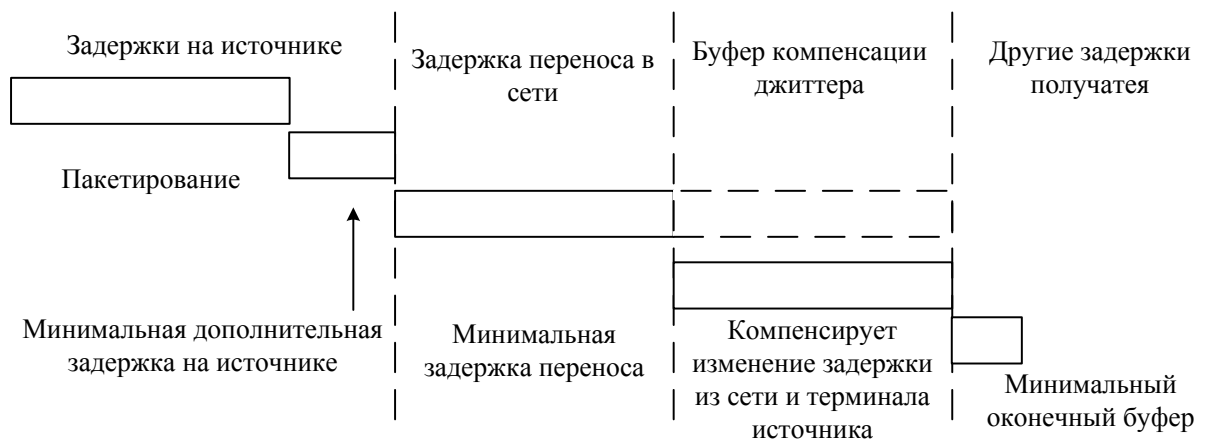 Задержки на источнике
Задержка переноса в
сети
Буфер компенсации
джиттера
Другие задержки
получатея
Пакетирование
Минимальная дополнительная
задержка на источнике
Минимальная
задержка переноса
Компенсирует
изменение задержки
из сети и терминала
источника
Минимальный
оконечный буфер